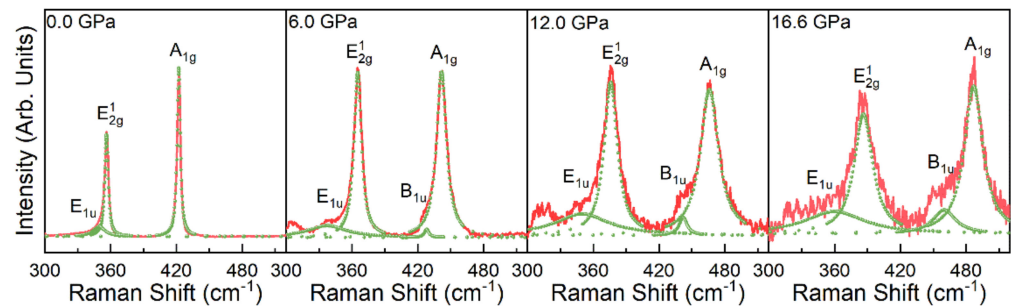 0.0 GPa
6.0 GPa
12.0 GPa
16.6 GPa
A1g
E12g
E1u
E12g
A1g
E1u
B1u
E12g
A1g
E1u
B1u
A1g
E12g
E1u
B1u
Intensity (Arb. Units)
300 360 420 480
300 360 420 480
300 360 420 480
300 360 420 480
Raman Shift (cm-1)
Raman Shift (cm-1)
Raman Shift (cm-1)
Raman Shift (cm-1)